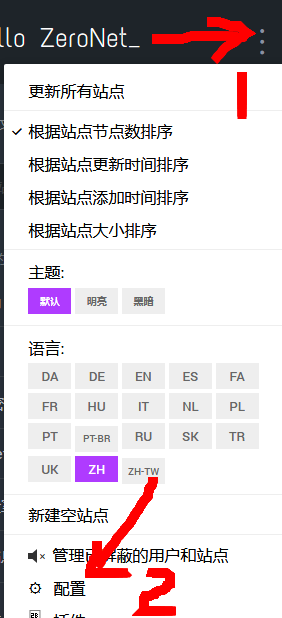 llo ZeroNet_
1
更新所有站点
根据站点节点数排序
根据站点更新时间排序
根据站点添加时间排序
根据站点大小排序
主题:
默认 明亮 黑暗
语言:
DA DE EN ES FA
FR HU IT NL PL
PT PT-BR RU SK TR
UK ZH ZH-TW
新建空站点
管理已屏蔽的用户和站点
配置
2